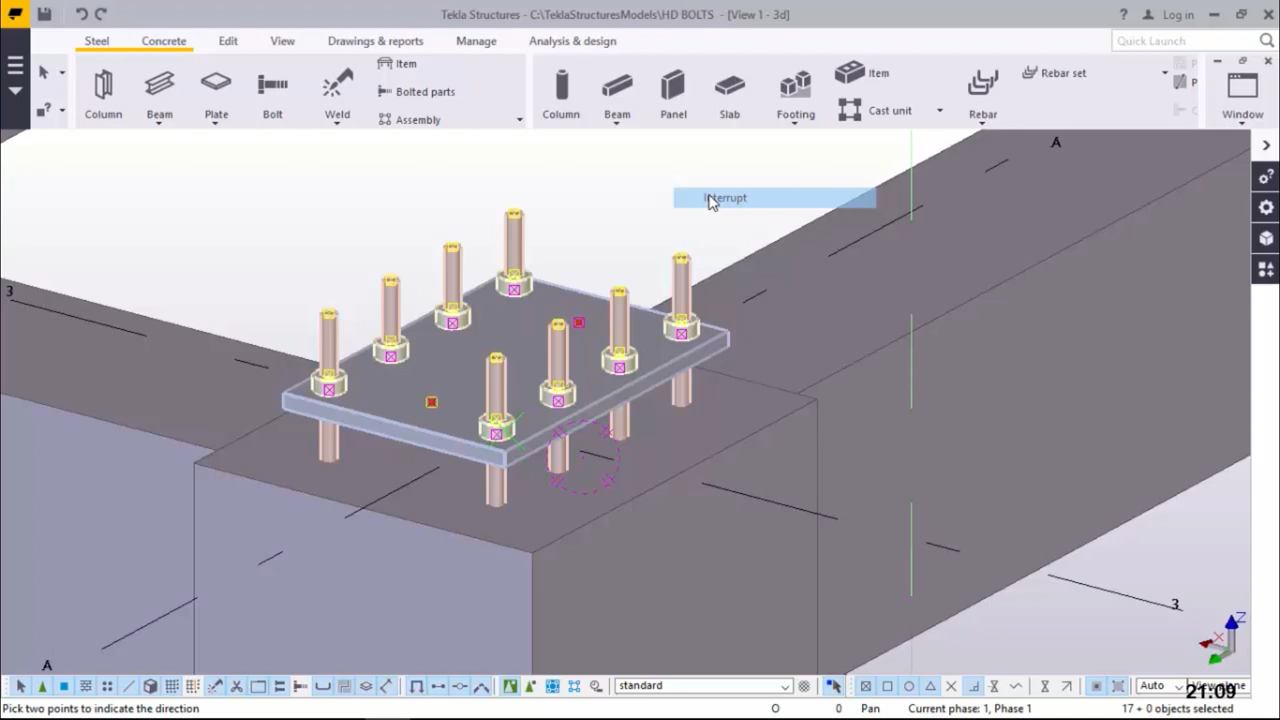 Tekla Structures - C:\TeklaStructuresModels\HD BOLTS - [View 1 - 3d]
? Log in
Steel Concrete Edit View Drawings & reports Manage Analysis & design Quick Launch
Item
Bolted parts
Assembly
Column Beam Plate Bolt Weld
Column Beam Panel Slab Footing
Item
Cast unit
Rebar
Rebar set
Window
A
Interrupt
3
3
A
Z
X
standard
Auto
View plane
21:09
Pick two points to indicate the direction
O 0 Pan Current phase: 1, Phase 1 17 + 0 objects selected